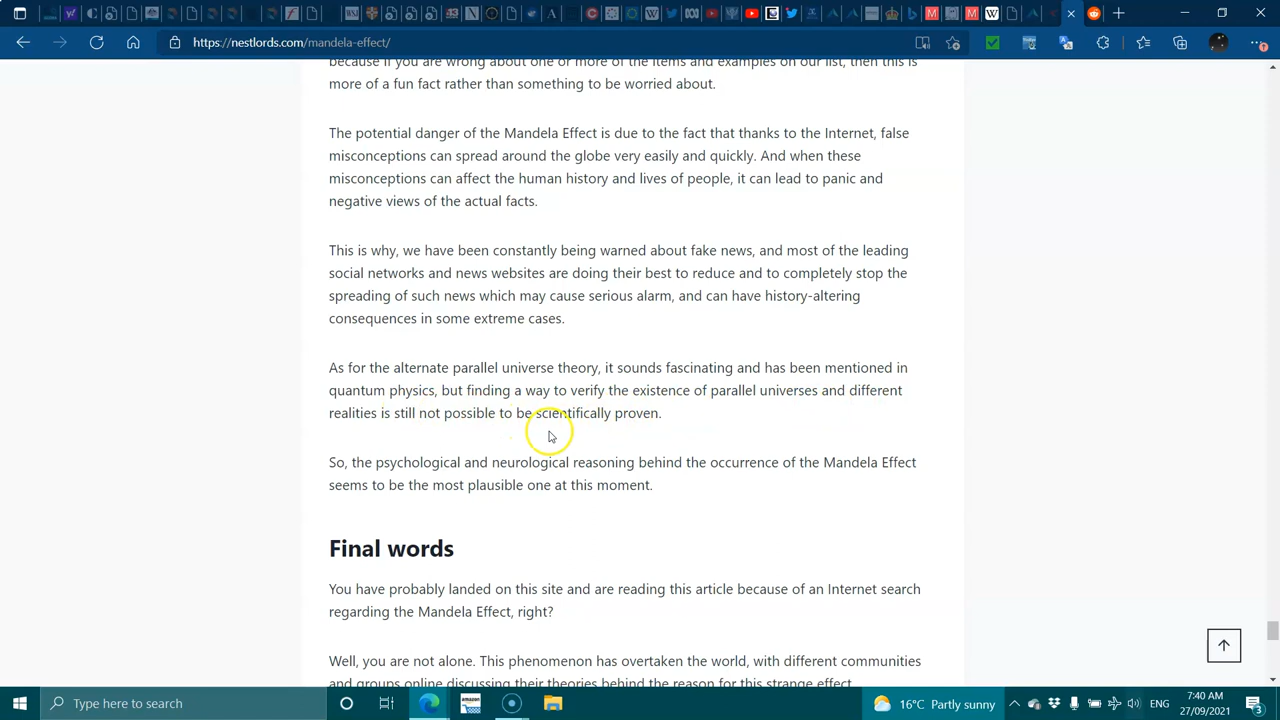 https://nestlords.com/mandela-effect/
because if you are wrong about one or more of the items and examples on our list, then this is
more of a fun fact rather than something to be worried about.
The potential danger of the Mandela Effect is due to the fact that thanks to the Internet, false
misconceptions can spread around the globe very easily and quickly. And when these
misconceptions can affect the human history and lives of people, it can lead to panic and
negative views of the actual facts.
This is why, we have been constantly being warned about fake news, and most of the leading
social networks and news websites are doing their best to reduce and to completely stop the
spreading of such news which may cause serious alarm, and can have history-altering
consequences in some extreme cases.
As for the alternate parallel universe theory, it sounds fascinating and has been mentioned in
quantum physics, but finding a way to verify the existence of parallel universes and different
realities is still not possible to be scientifically proven.
So, the psychological and neurological reasoning behind the occurrence of the Mandela Effect
seems to be the most plausible one at this moment.
Final words
You have probably landed on this site and are reading this article because of an Internet search
regarding the Mandela Effect, right?
Well, you are not alone. This phenomenon has overtaken the world, with different communities
and groups online discussing their theories behind the reason for this strange effect
Type here to search
amazon
16°C Partly sunny
ENG
7:40 AM
27/09/2021
3